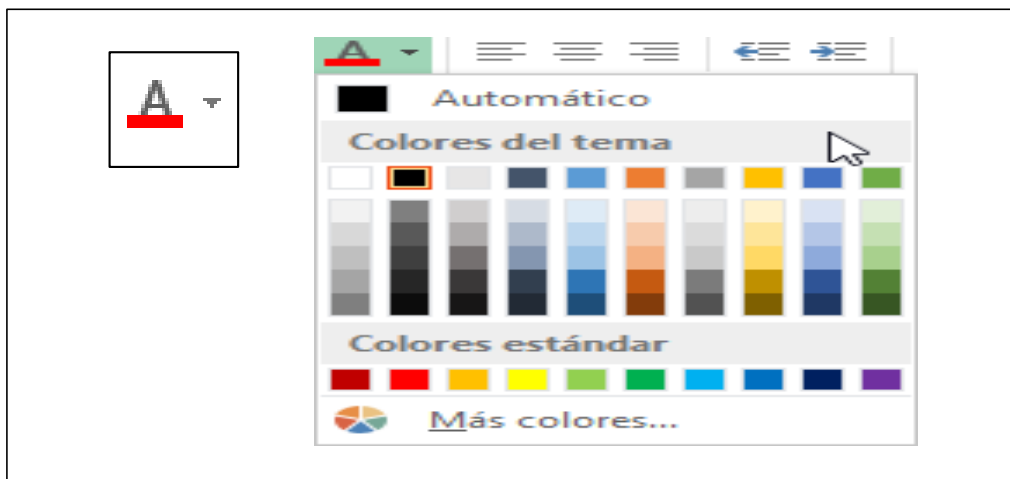 A
A
Automático
Colores del tema
Colores estándar
Más colores...